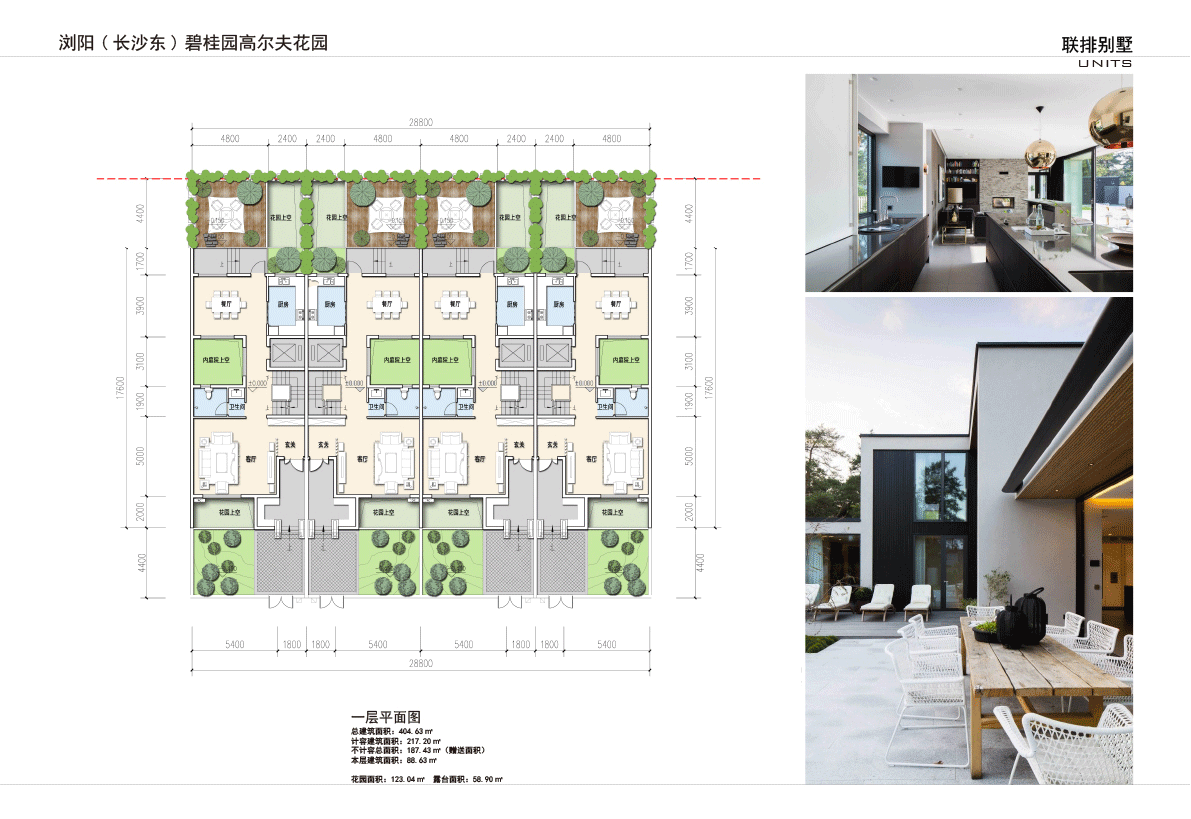 浏阳（长沙东）碧桂园高尔夫花园
联排别墅
UNITS
28800
4800 2400 2400 4800 4800 2400 2400 4800
4400 1700 3900 3100 1900 5000 2000 4400
17600
花园上空 花园上空 花园上空 花园上空
餐厅 厨房 厨房 餐厅 餐厅 厨房 厨房 餐厅
内庭院上空 内庭院上空 内庭院上空 内庭院上空
±0.000 ±0.000 ±0.000 ±0.000
卫生间 卫生间 卫生间 卫生间
客厅 玄关 玄关 客厅 客厅 玄关 玄关 客厅
花园上空 花园上空 花园上空 花园上空
4400 1700 3900 3100 1900 5000 2000 4400
17600
5400 1800 1800 5400 5400 1800 1800 5400
28800
一层平面图
总建筑面积：404.63㎡
计容建筑面积：217.20㎡
不计容总面积：187.43㎡（赠送面积）
本层建筑面积：88.63㎡
花园面积：123.04㎡ 露台面积：58.90㎡